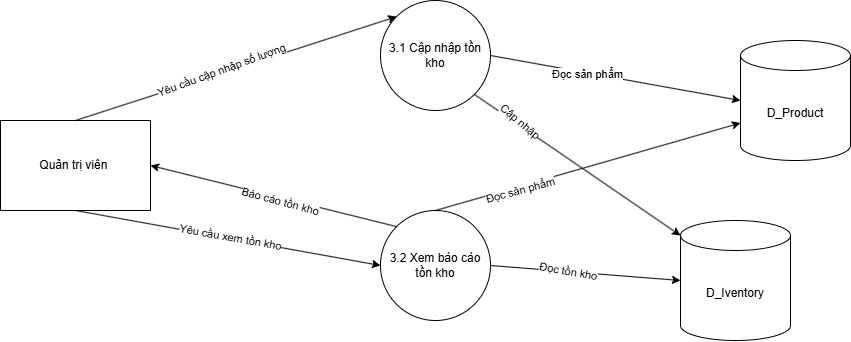 3.1 Cập nhập tồn
kho
Yêu cầu cập nhập số lượng
Đọc sản phẩm
D_Product
Cập nhập
Quản trị viên
Báo cáo tồn kho
Đọc sản phẩm
Yêu cầu xem tồn kho
3.2 Xem báo cáo
tồn kho
Đọc tồn kho
D_Iventory